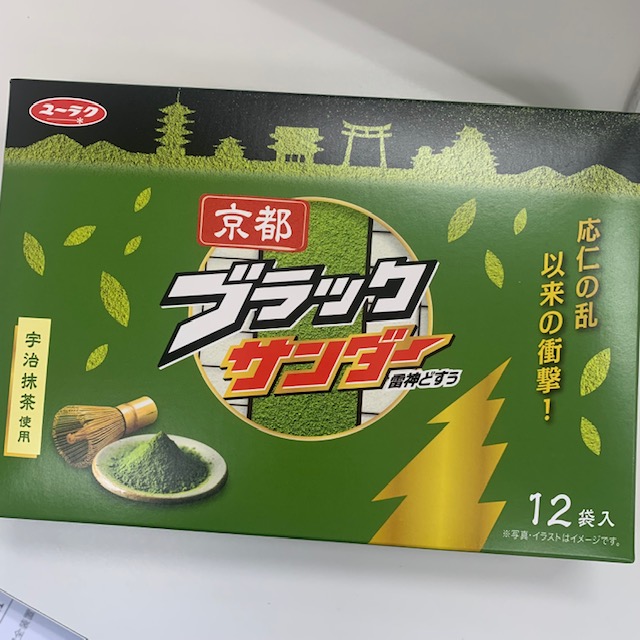 ユーラク
京都
ブラック
サンダー
雷神どすぅ
応仁の乱
以来の衝撃!
宇治抹茶使用
12袋入
※写真・イラストはイメージです。